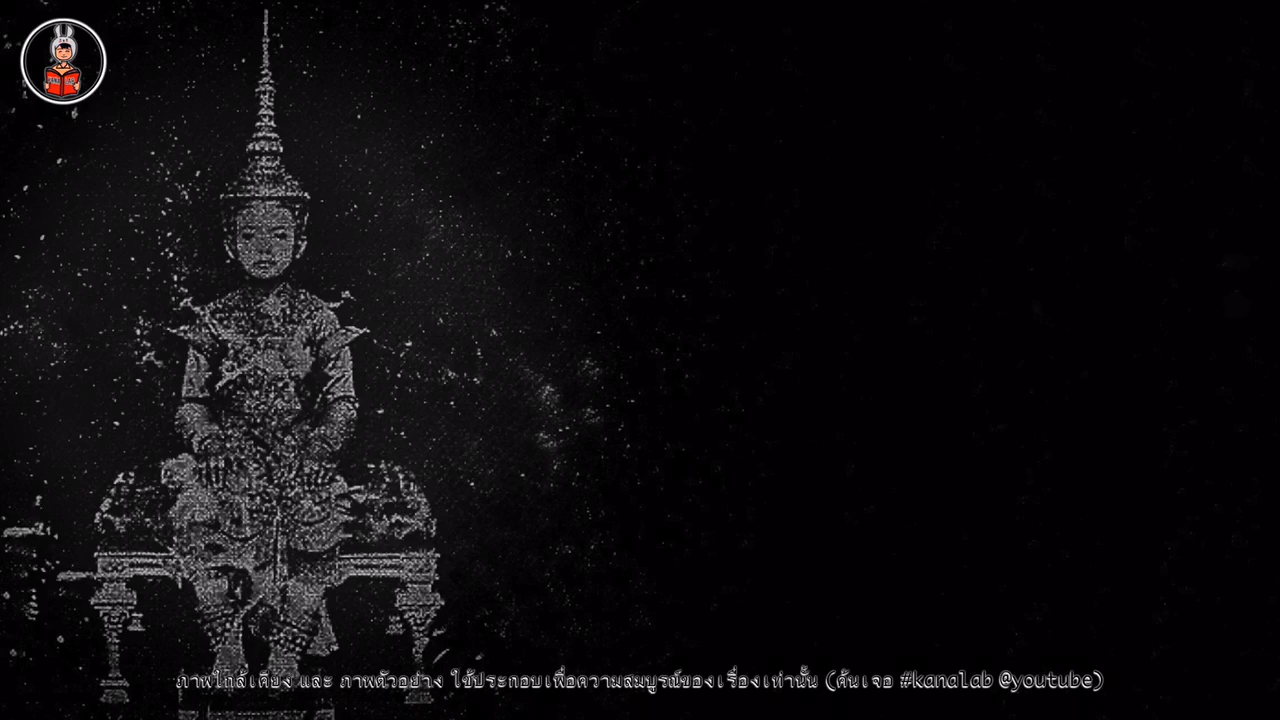 ภาพใกล้เคียง และ ภาพตัวอย่าง ใช้ประกอบเพื่อความสมบูรณ์ของเรื่องเท่านั้น (ค้นเจอ #kanalab @youtube)